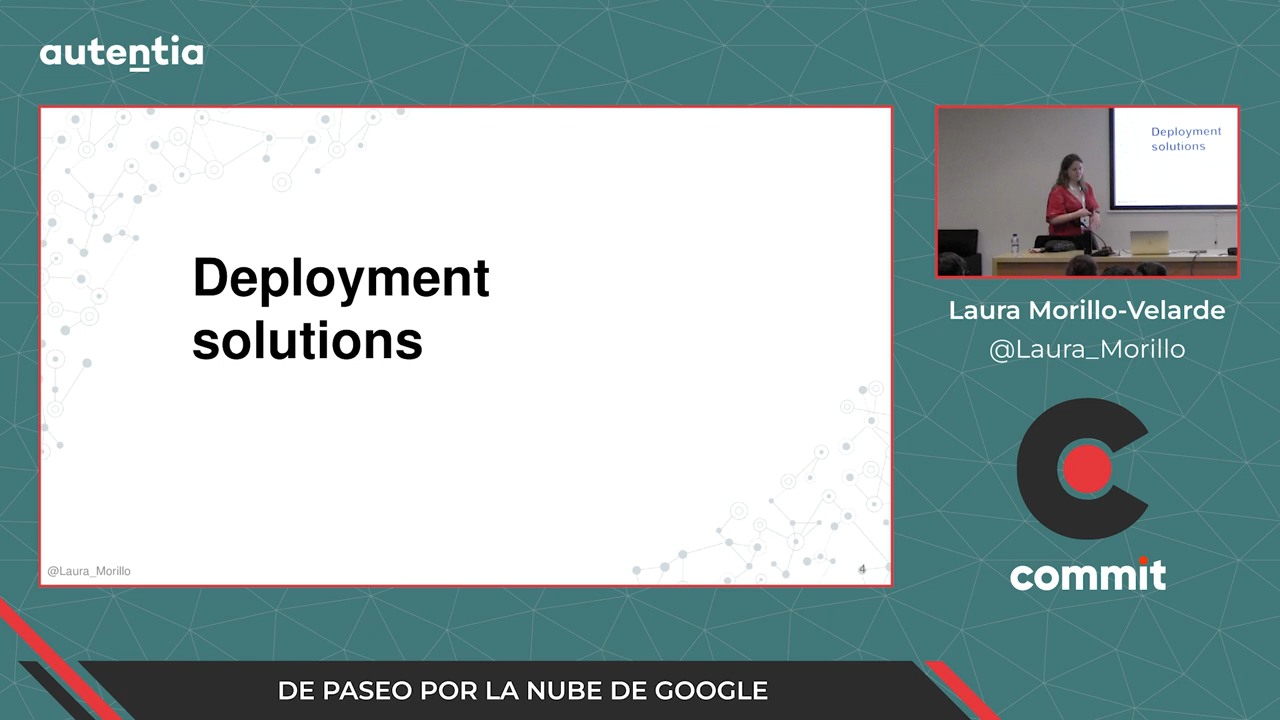 autentia
Deployment
solutions
@Laura_Morillo
4
Deployment
solutions
Laura Morillo-Velarde
@Laura_Morillo
commit
DE PASEO POR LA NUBE DE GOOGLE